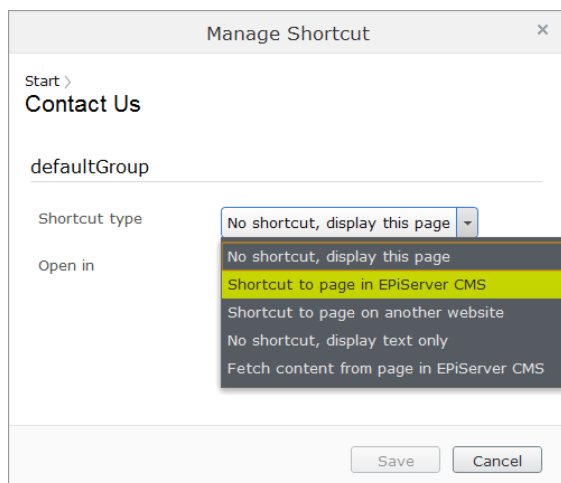 Manage Shortcut
Start
Contact Us
defaultGroup
Shortcut type
No shortcut, display this page
Open in
No shortcut, display this page
Shortcut to page in EPiServer CMS
Shortcut to page on another website
No shortcut, display text only
Fetch content from page in EPiServer CMS
Save Cancel